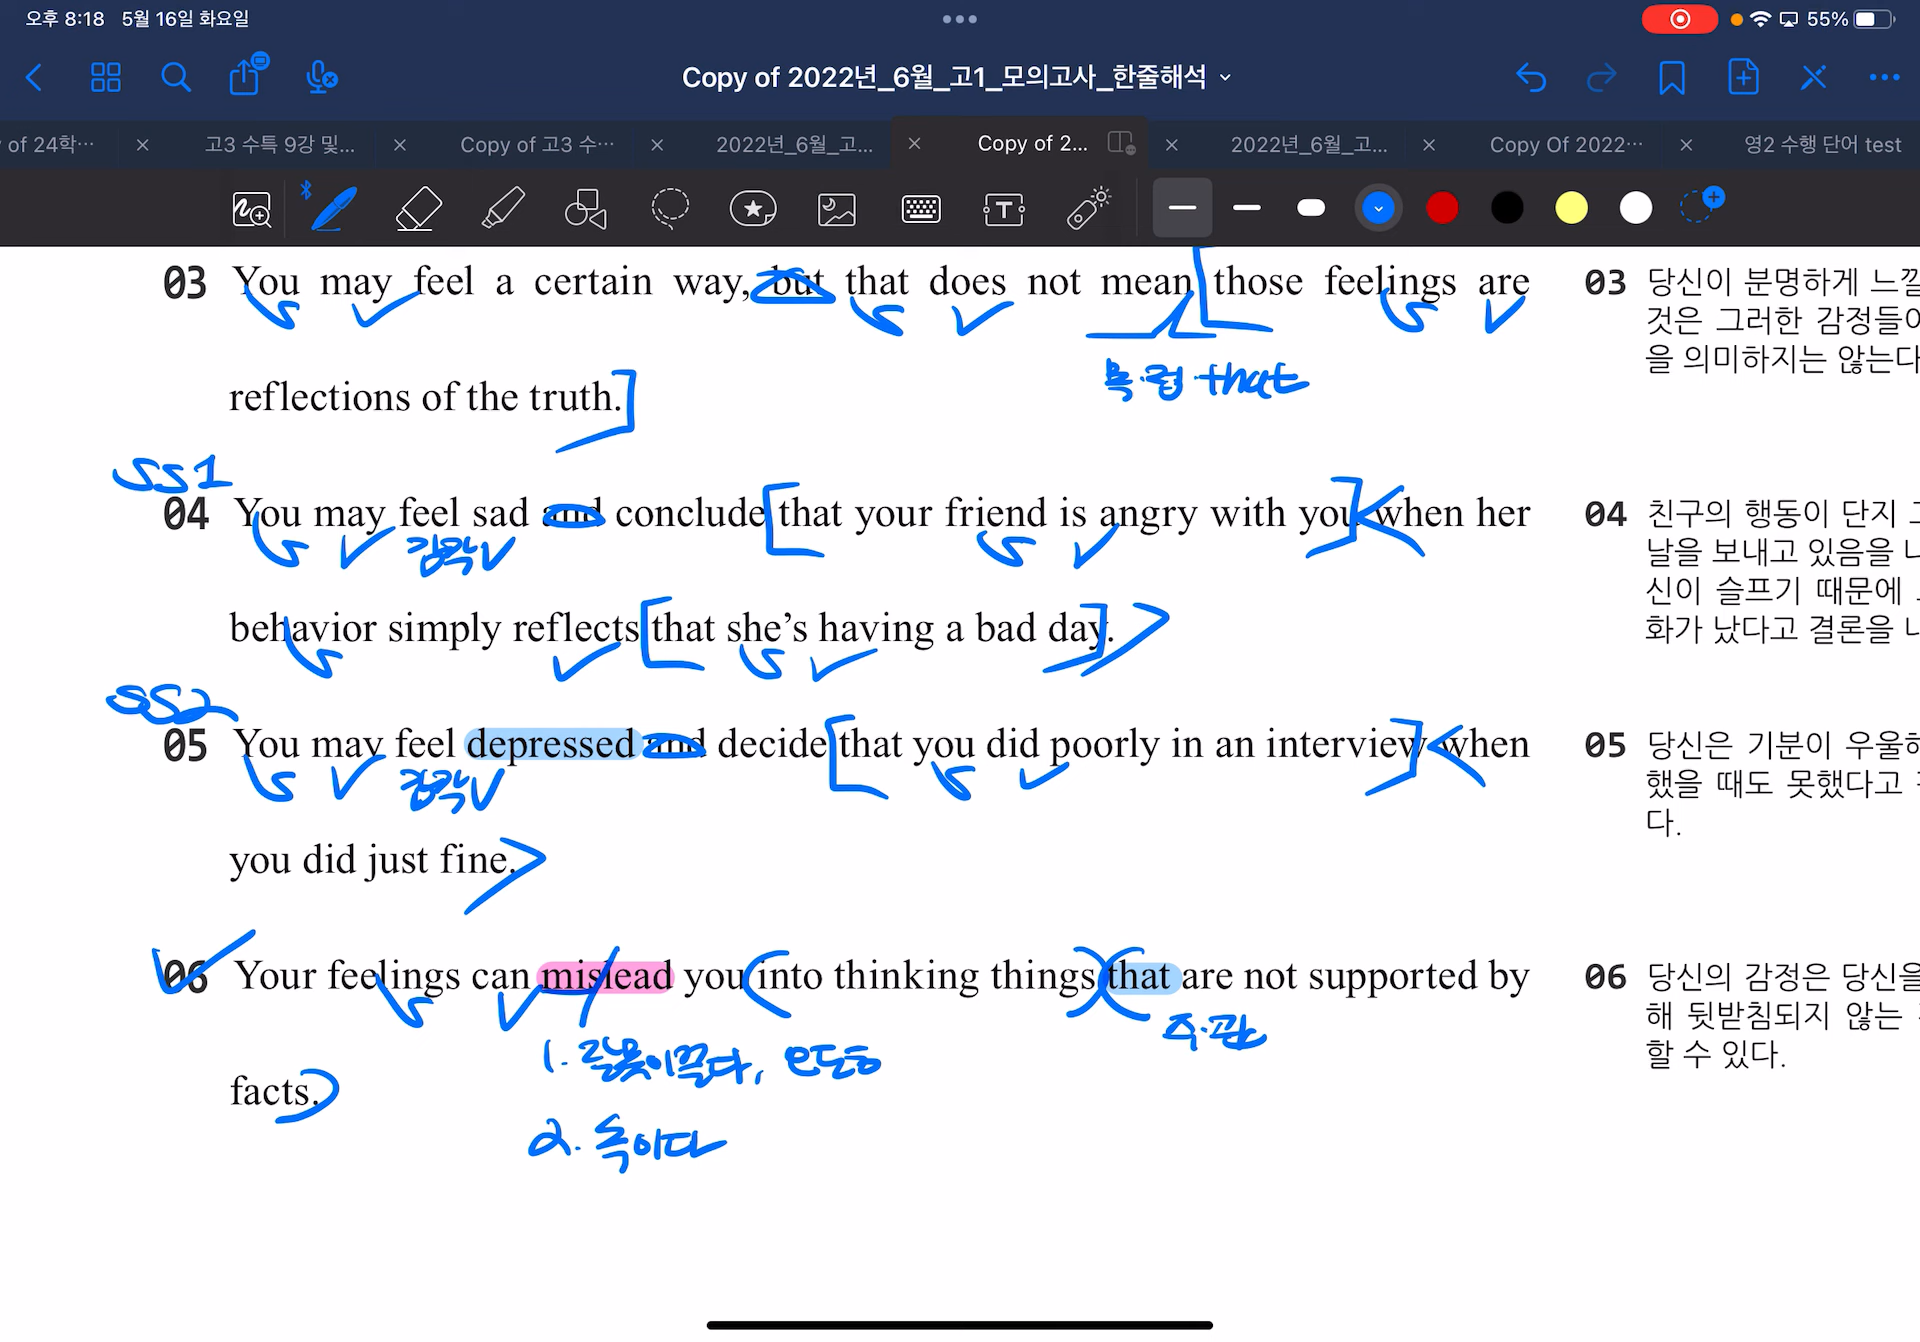 오후 8:18 5월 16일 화요일
55%
Copy of 2022년_6월_고1_모의고사_한줄해석
of 24학··· 고3 수특 9강 및... Copy of 고3 수··· 2022년_6월_고... Copy of 2... 2022년_6월_고... Copy Of 2022··· 영2 수행 단어 test
03 You may feel a certain way, but that does not mean those feelings are
목·접 that
reflections of the truth.
SS1
04 You may feel sad and conclude that your friend is angry with you when her
감각V
behavior simply reflects that she's having a bad day.
SS2
05 You may feel depressed and decide that you did poorly in an interview when
감각V
you did just fine.
06 Your feelings can mislead you into thinking things that are not supported by
주·관
1. 잘못이끌다, 인도
facts.
2. 속이다
03 당신이 분명하게 느낄
것은 그러한 감정들이
을 의미하지는 않는다
04 친구의 행동이 단지
날을 보내고 있음을 나
신이 슬프기 때문에
화가 났다고 결론을 나
05 당신은 기분이 우울해
했을 때도 못했다고
다.
06 당신의 감정은 당신을
해 뒷받침되지 않는
할 수 있다.